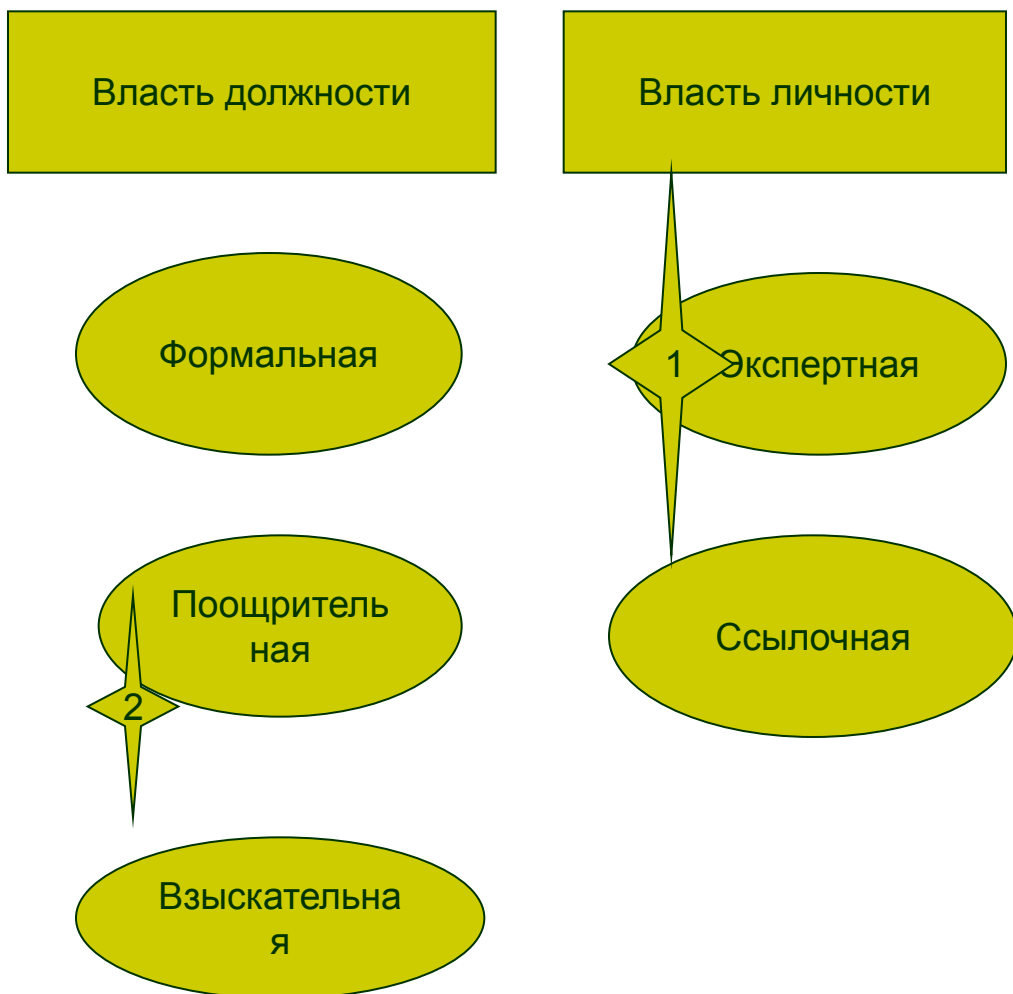 Власть должности
Власть личности
Формальная
1
Экспертная
Поощритель
ная
2
Ссылочная
Взыскательна
я